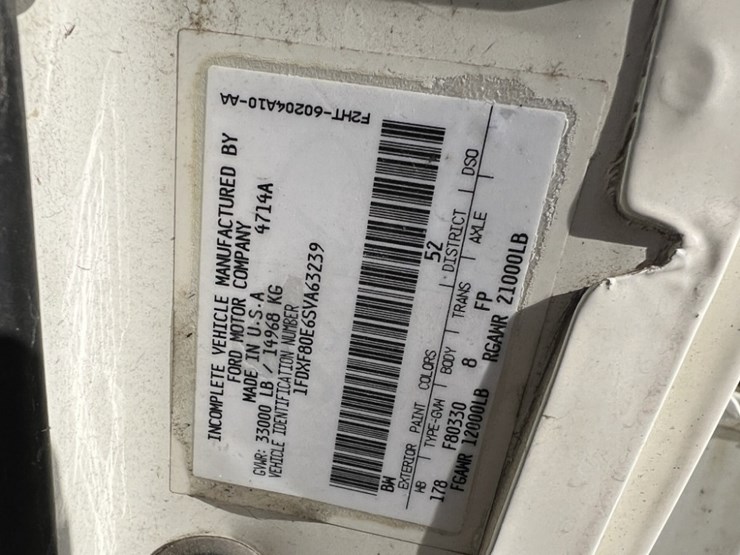 INCOMPLETE VEHICLE MANUFACTURED BY
FORD MOTOR COMPANY
MADE IN U.S.A 4714A
GVWR: 33000 LB / 14968 KG
VEHICLE IDENTIFICATION NUMBER
1FDXF80E6SVA63239
BW 52
EXTERIOR PAINT COLORS DISTRICT DSO
WB TYPE-GVW BODY TRANS AXLE
178 F80330 8 FP
FGAWR 12000LB RGAWR 21000LB
F2HT-60204A10-AA